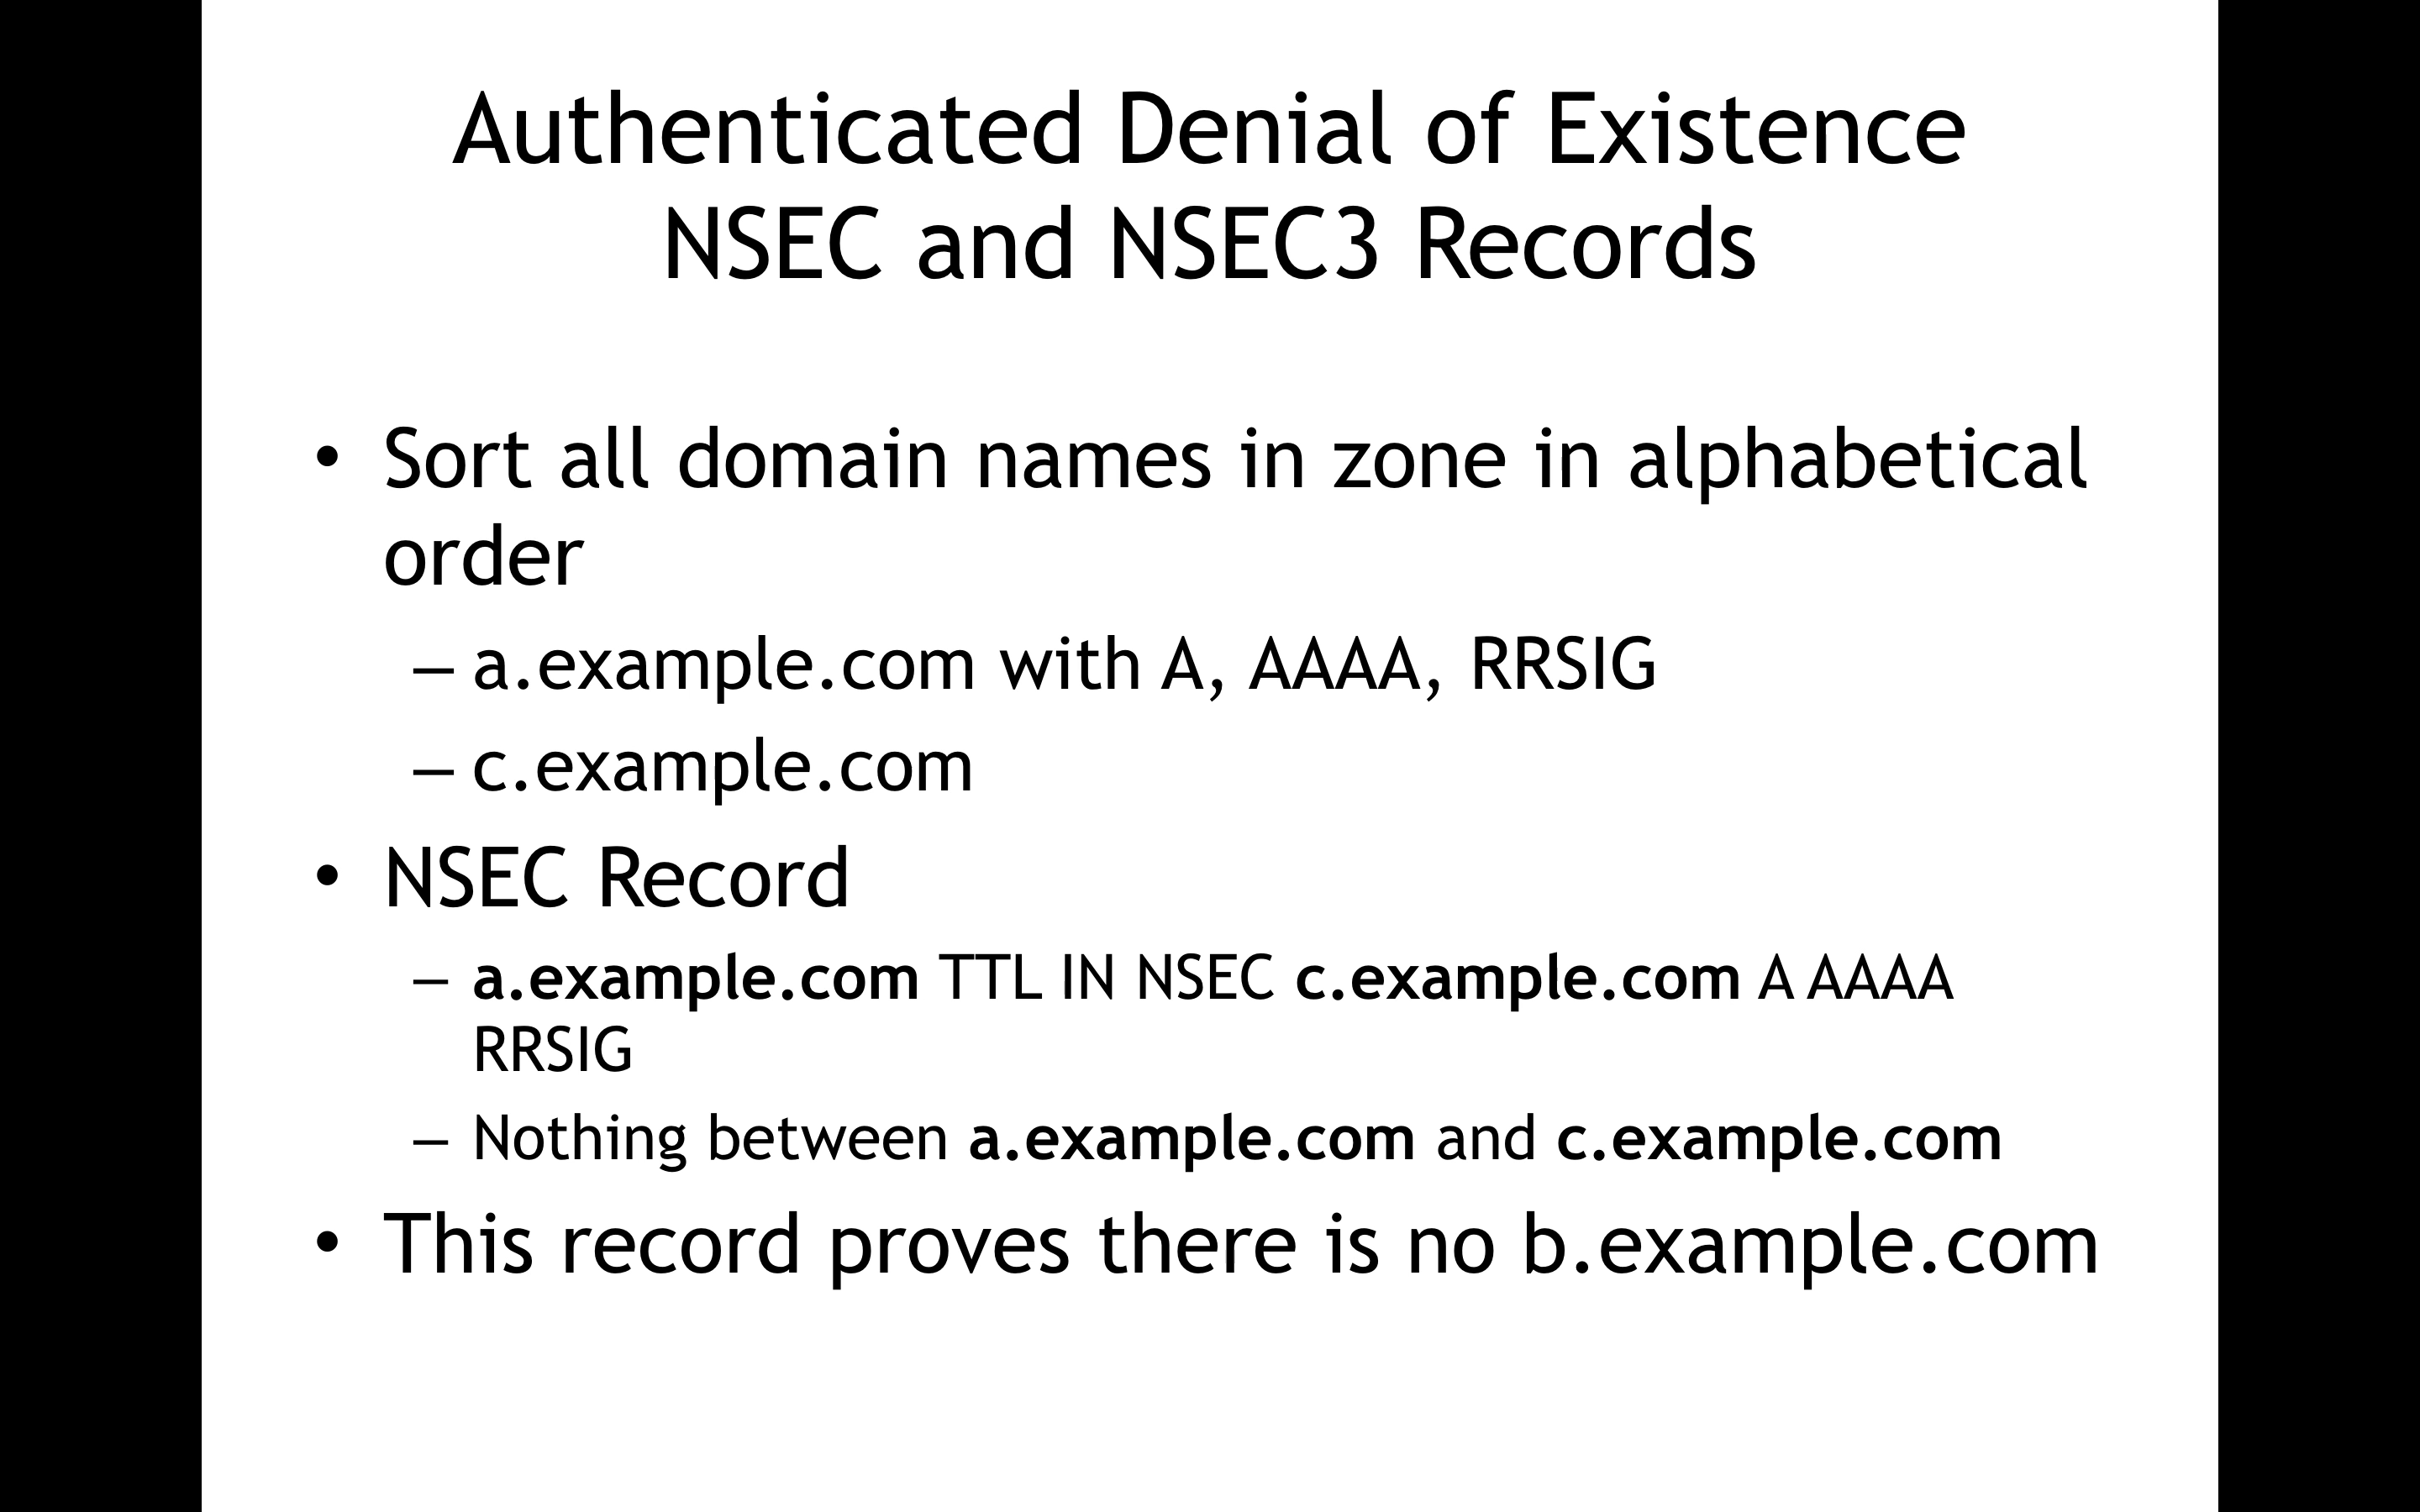 Authenticated Denial of Existence
NSEC and NSEC3 Records
• Sort all domain names in zone in alphabetical
order
– a.example.com with A, AAAA, RRSIG
– c.example.com
• NSEC Record
– a.example.com TTL IN NSEC c.example.com A AAAA
RRSIG
– Nothing between a.example.com and c.example.com
• This record proves there is no b.example.com